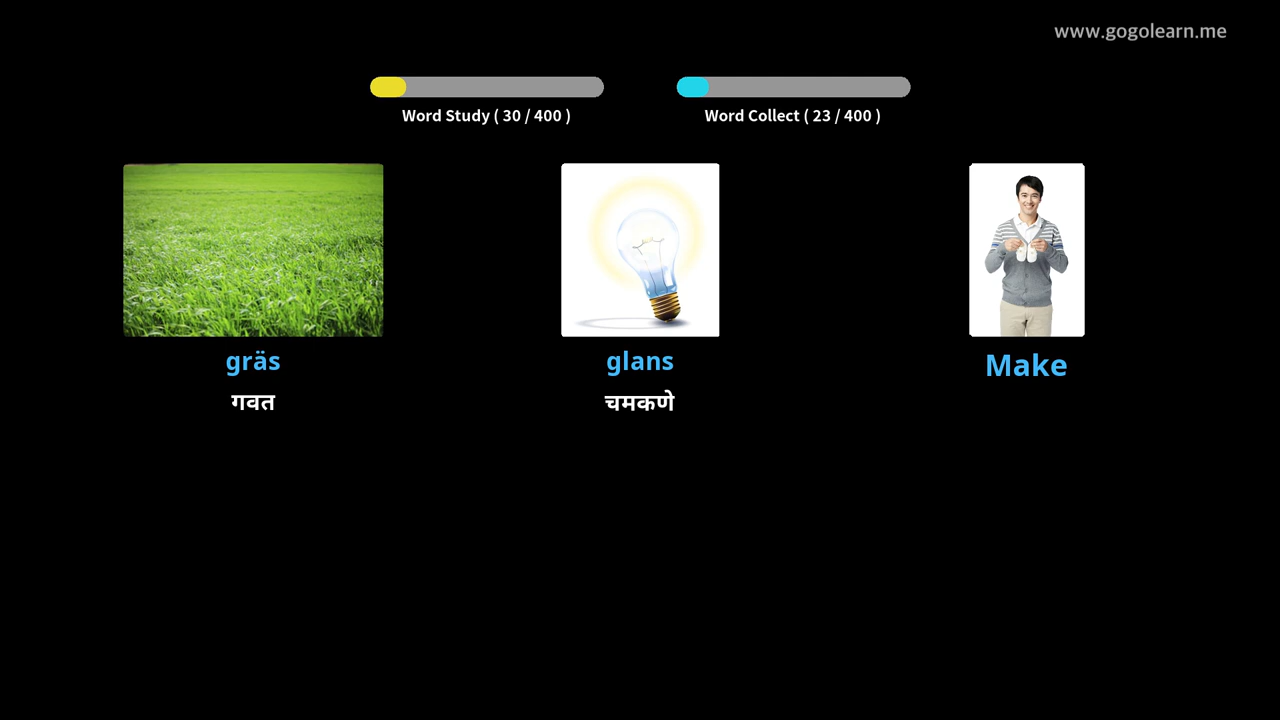 www.gogolearn.me
Word Study ( 30 / 400 )
Word Collect ( 23 / 400 )
gräs
glans
Make
गवत
चमकणे